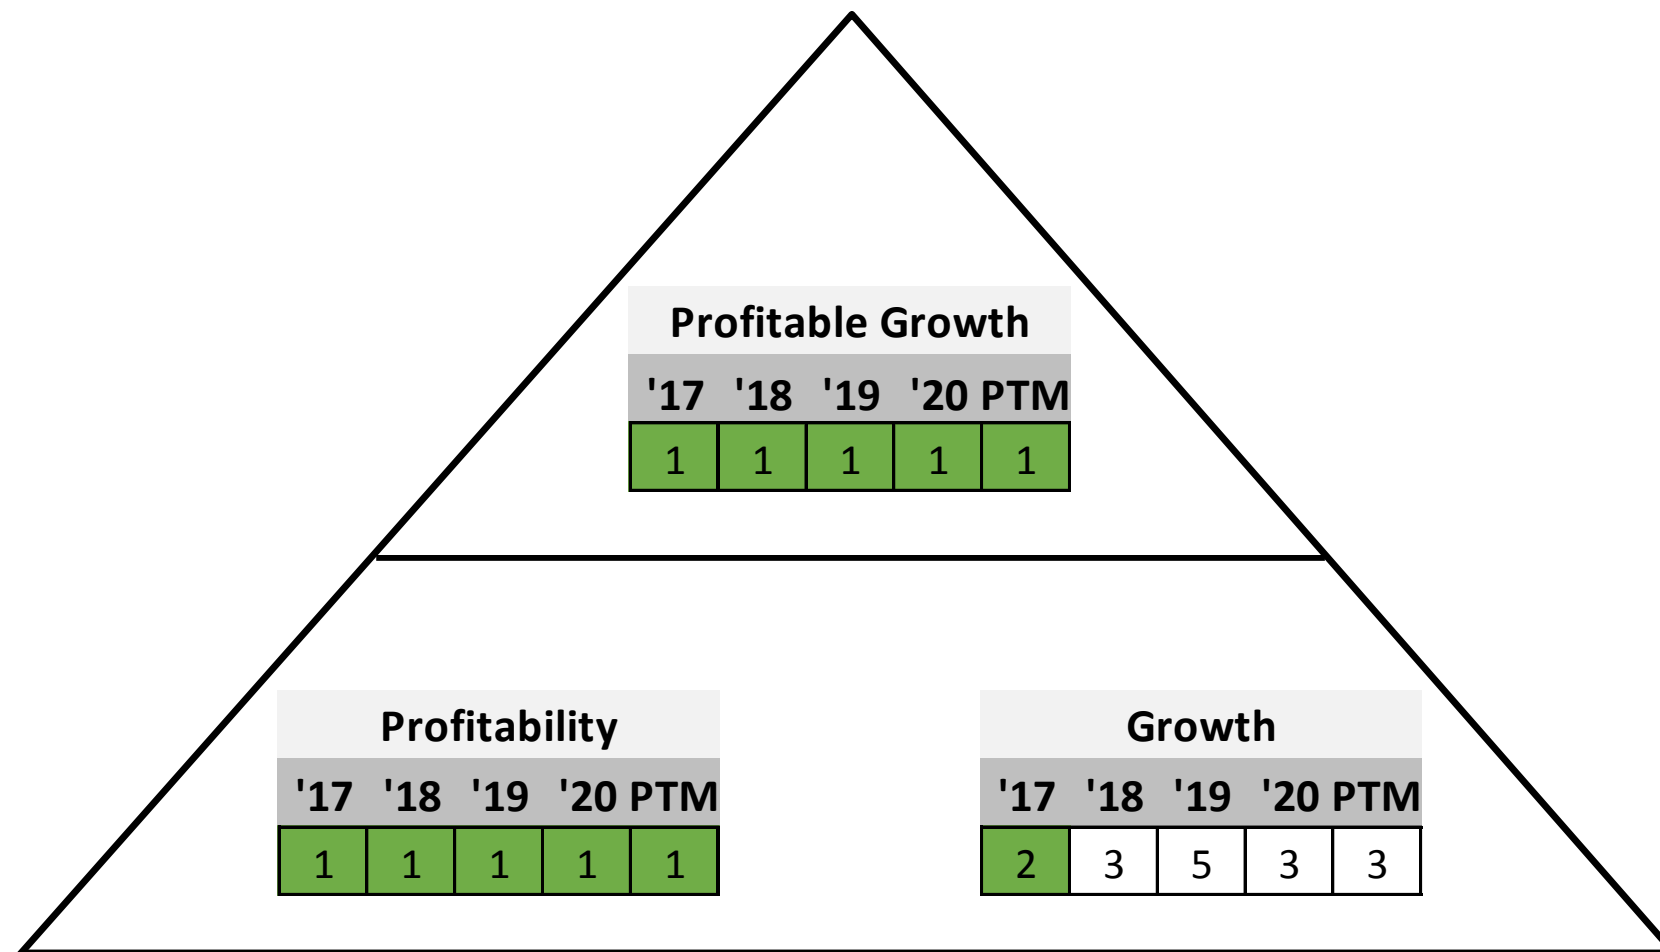 Profitable Growth
'17 '18 '19 '20 PTM
1 1 1 1 1
Profitability
'17 '18 '19 '20 PTM
1 1 1 1 1
Growth
'17 '18 '19 '20 PTM
2 3 5 3 3